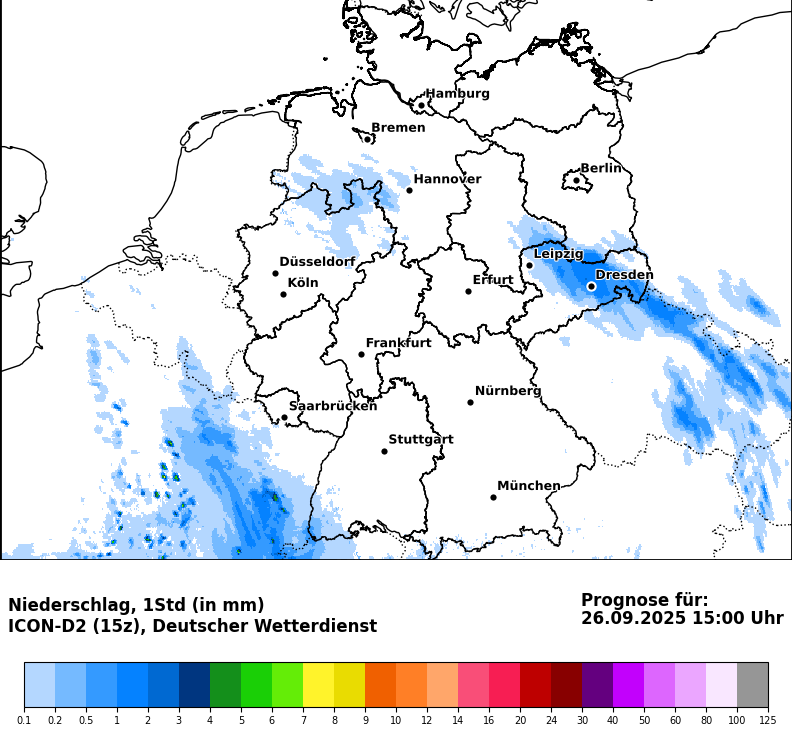 Hamburg
Bremen
Berlin
Hannover
Leipzig
Düsseldorf
Dresden
Köln
Erfurt
Frankfurt
Nürnberg
Saarbrücken
Stuttgart
München
Niederschlag, 1Std (in mm)
ICON-D2 (15z), Deutscher Wetterdienst
Prognose für:
26.09.2025 15:00 Uhr
0.1 0.2 0.5 1 2 3 4 5 6 7 8 9 10 12 14 16 20 24 30 40 50 60 80 100 125